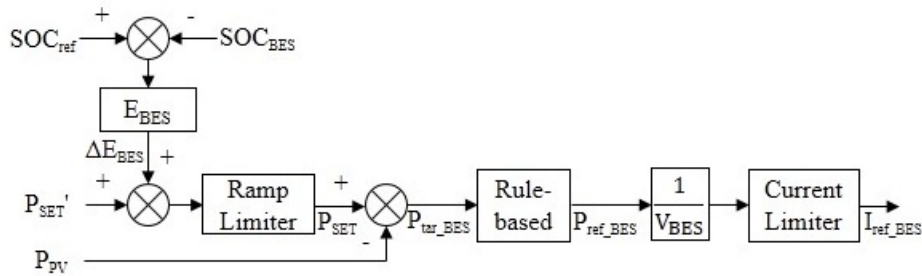 + -
SOC_ref SOC_BES
E_BES
ΔE_BES +
+
P_SET' Ramp Limiter + P_SET
-
P_tar_BES Rule-based P_ref_BES 1/V_BES Current Limiter I_ref_BES
P_PV